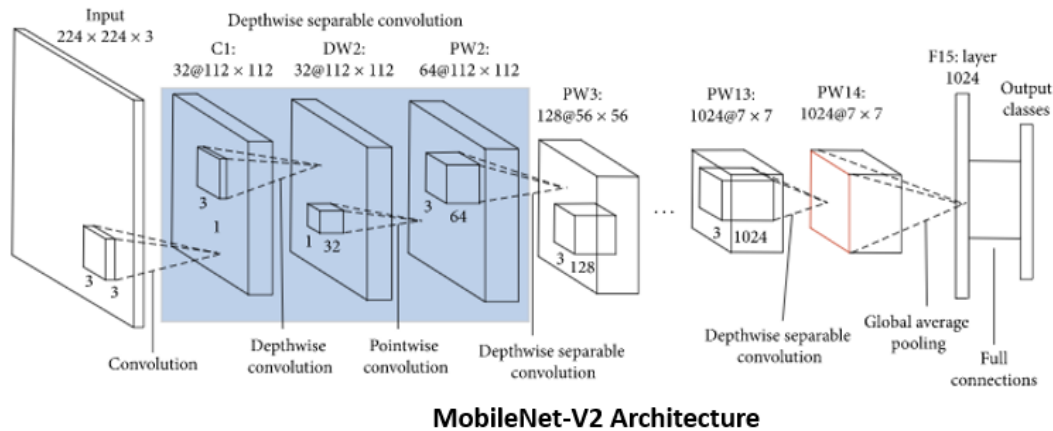 Input
224 × 224 × 3
Depthwise separable convolution
C1:
32@112 × 112
DW2:
32@112 × 112
PW2:
64@112 × 112
PW3:
128@56 × 56
PW13:
1024@7 × 7
PW14:
1024@7 × 7
F15: layer
1024
Output
classes
3
3
3
1
1
32
3
64
3
128
...
3
1024
Convolution
Depthwise
convolution
Pointwise
convolution
Depthwise separable
convolution
Depthwise separable
convolution
Global average
pooling
Full
connections
MobileNet-V2 Architecture